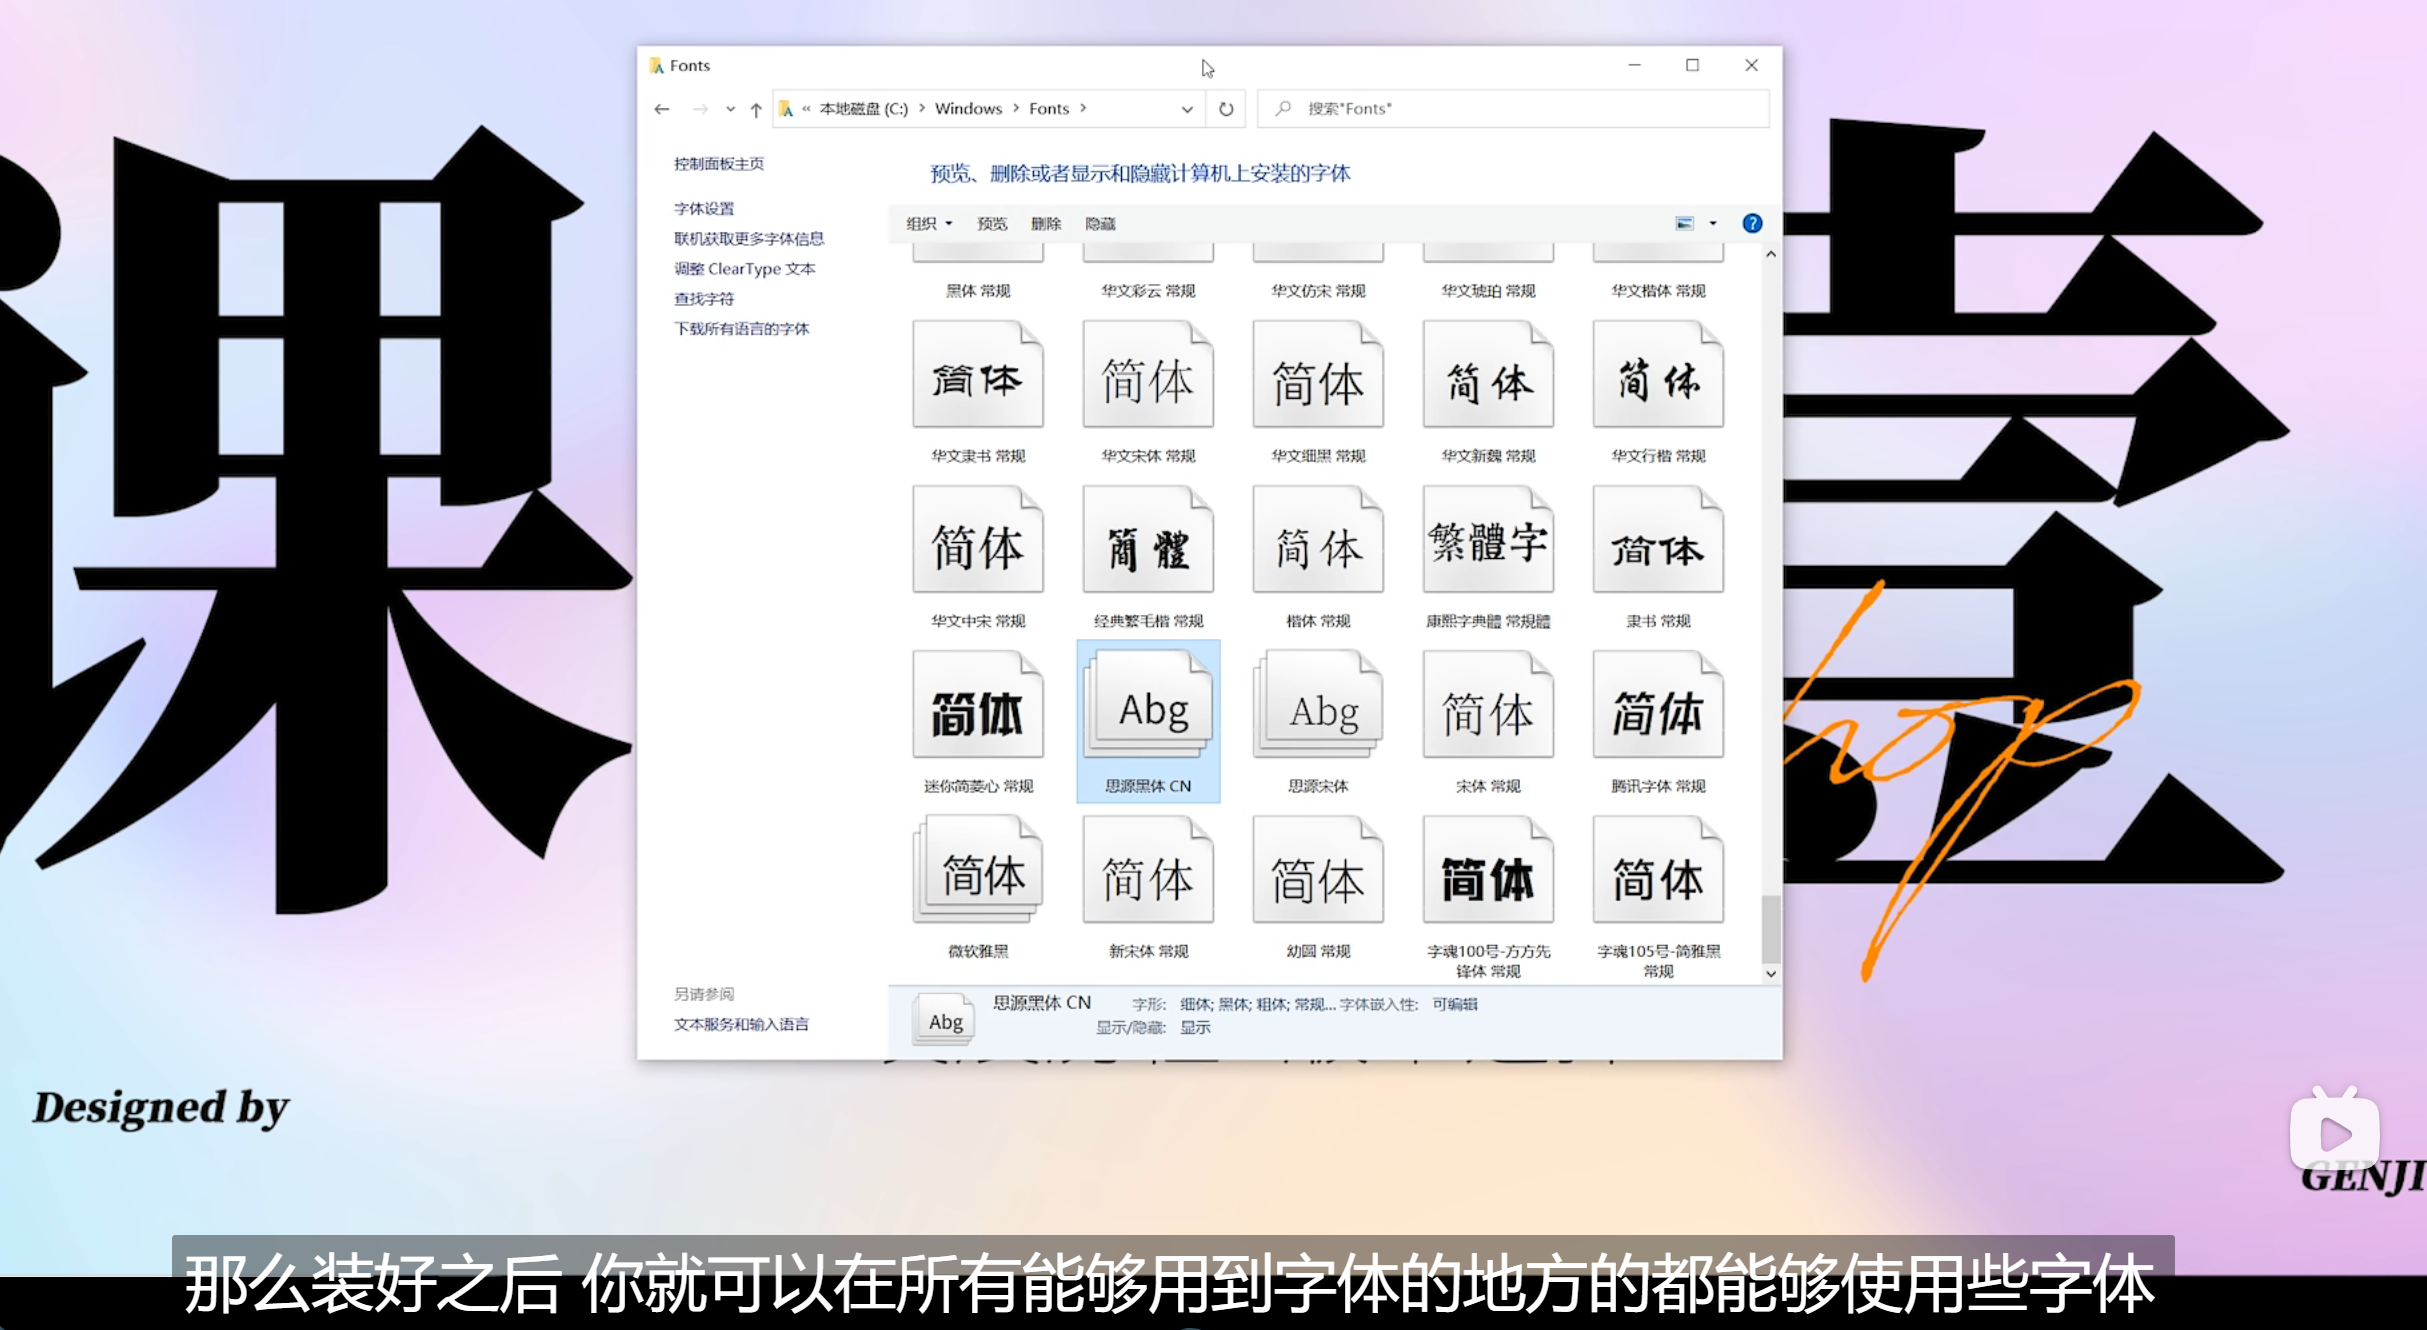 课
Fonts
« 本地磁盘 (C:) › Windows › Fonts ›
搜索"Fonts"
控制面板主页
字体设置
联机获取更多字体信息
调整 ClearType 文本
查找字符
下载所有语言的字体
预览、删除或者显示和隐藏计算机上安装的字体
组织 预览 删除 隐藏
黑体 常规 华文彩云 常规 华文仿宋 常规 华文琥珀 常规 华文楷体 常规
简体 简体 简体 简体 简体
华文隶书 常规 华文宋体 常规 华文细黑 常规 华文新魏 常规 华文行楷 常规
简体 簡體 简体 繁體字 简体
华文中宋 常规 经典繁毛楷 常规 楷体 常规 康熙字典體 常規體 隶书 常规
简体 Abg Abg 简体 简体
迷你简菱心 常规 思源黑体 CN 思源宋体 宋体 常规 腾讯字体 常规
简体 简体 简体 简体 简体
微软雅黑 新宋体 常规 幼圆 常规 字魂100号-方方先锋体 常规 字魂105号-简雅黑 常规
另请参阅
文本服务和输入语言
Abg
思源黑体 CN 字形: 细体; 黑体; 粗体; 常规... 字体嵌入性: 可编辑
显示/隐藏: 显示
hop
Designed by
GENJI
那么装好之后 你就可以在所有能够用到字体的地方的都能够使用些字体